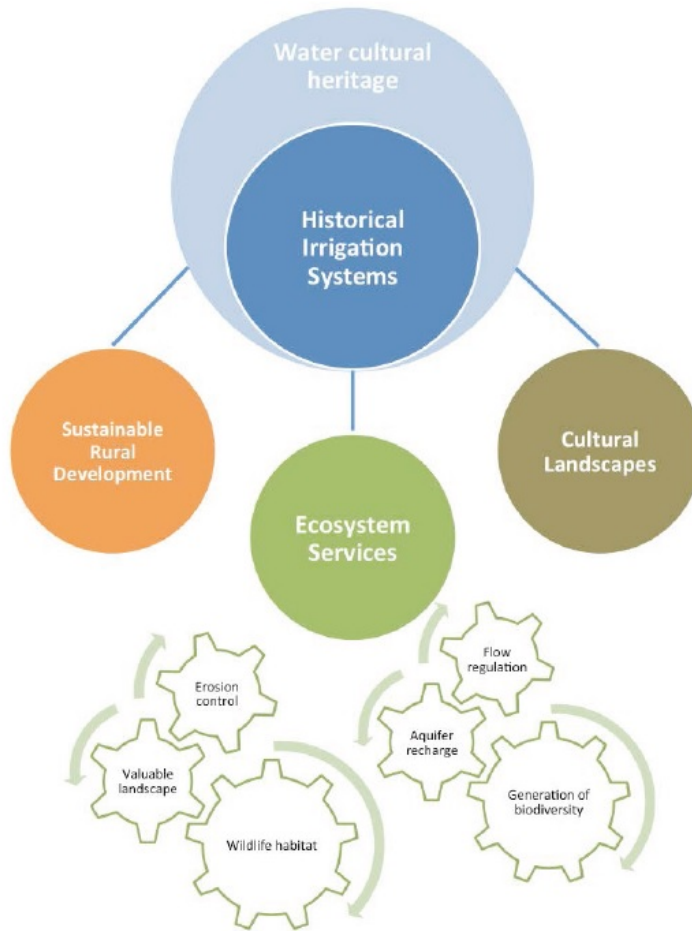 Water cultural
heritage
Historical
Irrigation
Systems
Sustainable
Rural
Development
Ecosystem
Services
Cultural
Landscapes
Erosion
control
Valuable
landscape
Wildlife habitat
Flow
regulation
Aquifer
recharge
Generation of
biodiversity